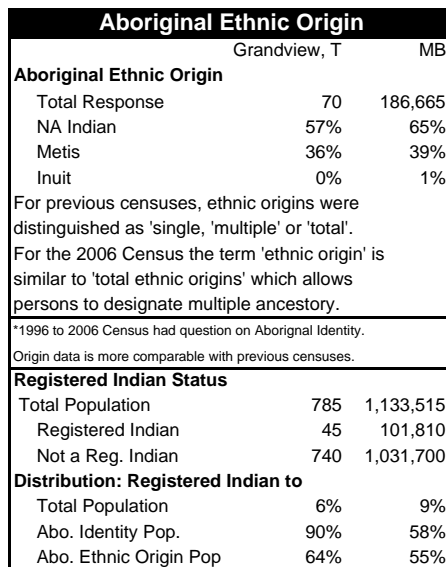 Aboriginal Ethnic Origin
Grandview, T MB
Aboriginal Ethnic Origin
Total Response 70 186,665
NA Indian 57% 65%
Metis 36% 39%
Inuit 0% 1%
For previous censuses, ethnic origins were
distinguished as 'single, 'multiple' or 'total'.
For the 2006 Census the term 'ethnic origin' is
similar to 'total ethnic origins' which allows
persons to designate multiple ancestory.
*1996 to 2006 Census had question on Aborignal Identity.
Origin data is more comparable with previous censuses.
Registered Indian Status
Total Population 785 1,133,515
Registered Indian 45 101,810
Not a Reg. Indian 740 1,031,700
Distribution: Registered Indian to
Total Population 6% 9%
Abo. Identity Pop. 90% 58%
Abo. Ethnic Origin Pop 64% 55%